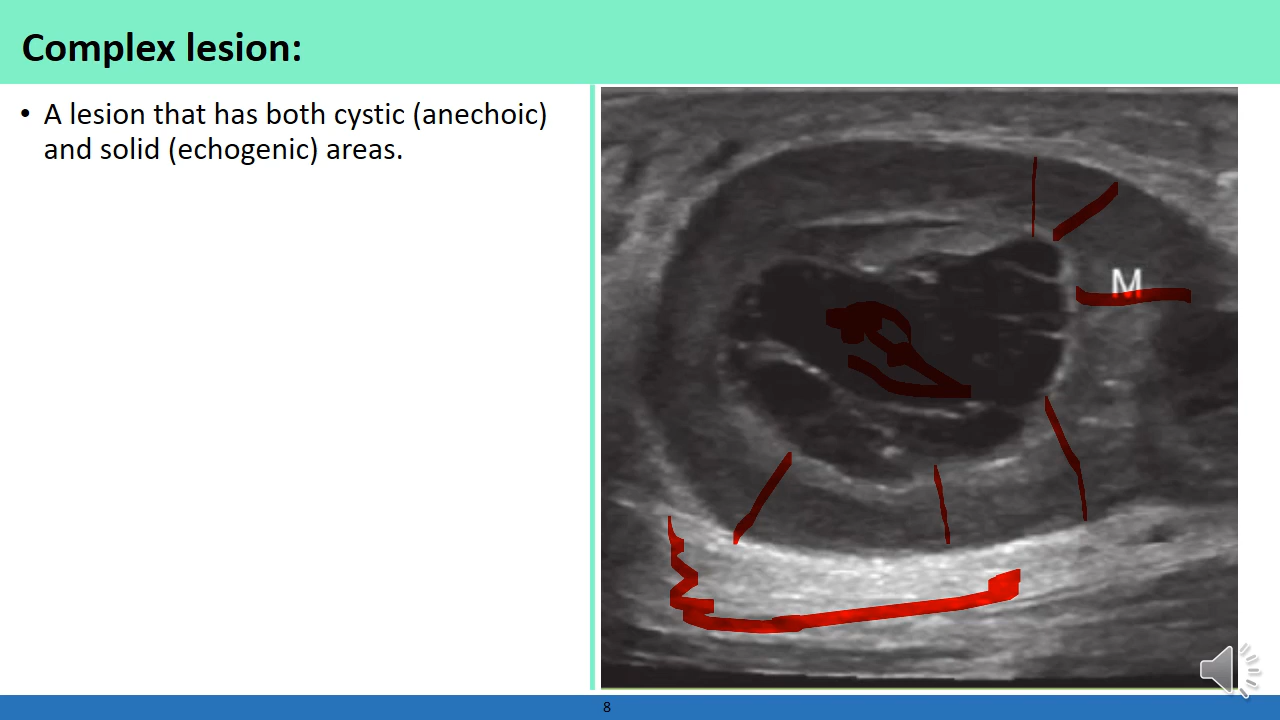 Complex lesion:
• A lesion that has both cystic (anechoic)
and solid (echogenic) areas.
M
8